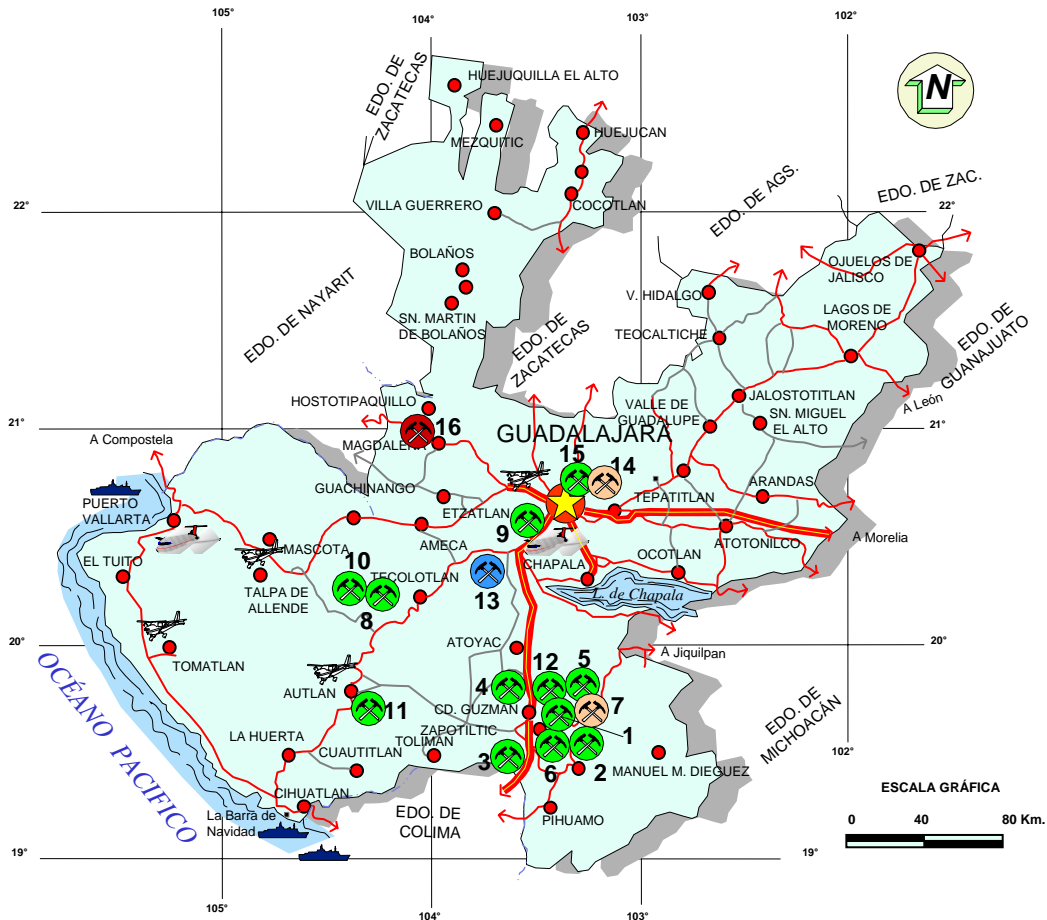 105°
104°
103°
102°
EDO. DE
ZACATECAS
HUEJUQUILLA EL ALTO
N
MEZQUITIC
HUEJUCAN
EDO. DE AGS.
EDO. DE ZAC.
22°
VILLA GUERRERO
COCOTLAN
22°
BOLAÑOS
OJUELOS DE
JALISCO
EDO. DE NAYARIT
V. HIDALGO
SN. MARTIN
DE BOLAÑOS
EDO. DE
ZACATECAS
TEOCALTICHE
LAGOS DE
MORENO
EDO. DE
GUANAJUATO
HOSTOTIPAQUILLO
VALLE DE
GUADALUPE
JALOSTOTITLAN
A León
SN. MIGUEL
EL ALTO
21°
A Compostela
16
MAGDALENA
GUADALAJARA
21°
15
14
PUERTO
VALLARTA
GUACHINANGO
ETZATLAN
TEPATITLAN
ARANDAS
9
ATOTONILCO
A Morelia
EL TUITO
MASCOTA
10
AMECA
CHAPALA
OCOTLAN
TALPA DE
ALLENDE
TECOLOTLAN
13
L. de Chapala
8
20°
ATOYAC
20°
TOMATLAN
A Jiquilpan
12
5
AUTLAN
4
11
CD. GUZMAN
7
OCÉANO PACIFICO
EDO. DE
MICHOACÁN
LA HUERTA
ZAPOTILTIC
1
CUAUTITLAN
TOLIMAN
3
6
2
MANUEL M. DIEGUEZ
102°
CIHUATLAN
ESCALA GRÁFICA
La Barra de
Navidad
EDO. DE
COLIMA
PIHUAMO
0
40
80 Km.
19°
19°
105°
104°
103°